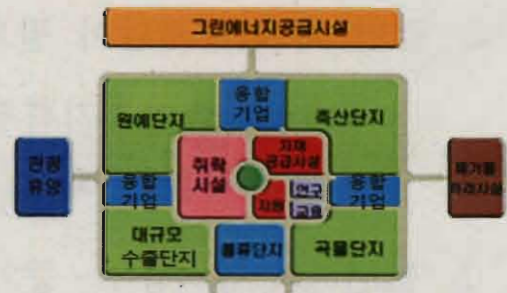 그린에너지공급시설
융합
기업
원예단지
축산단지
취락
시설
자재
공급시설
관광
휴양
융합
기업
지원
연구
교육
융합
기업
폐기물
처리시설
대규모
수출단지
물류단지
곡물단지